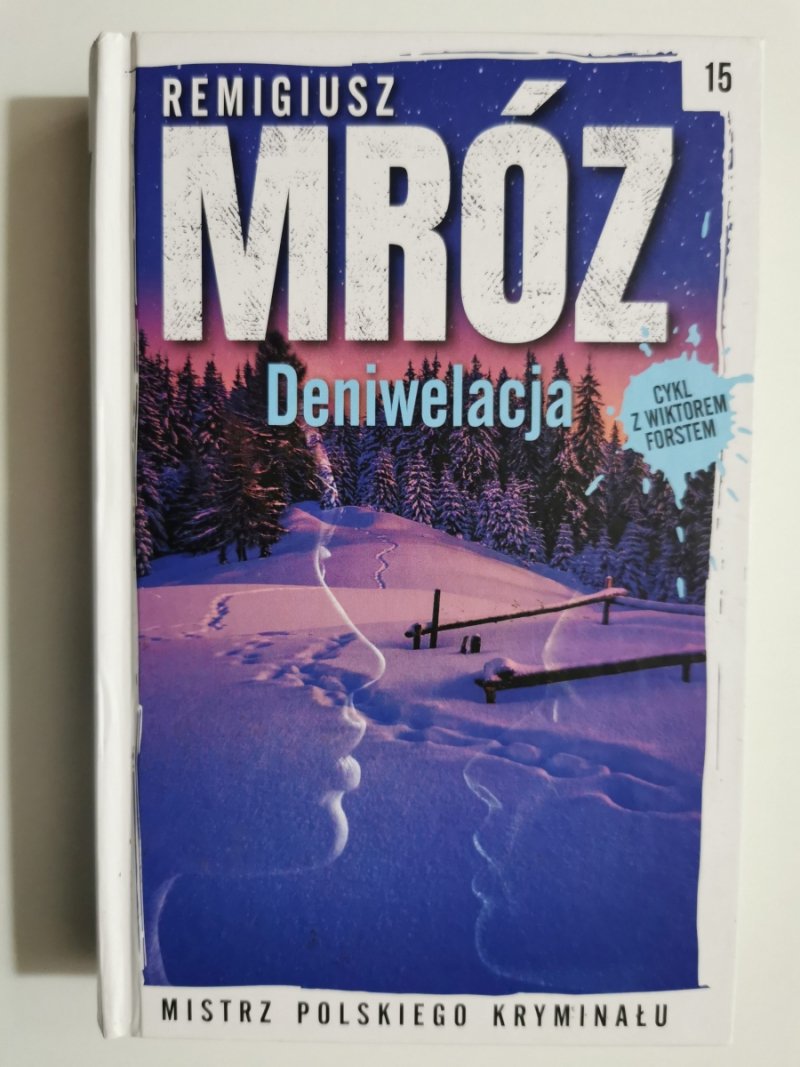 15
REMIGIUSZ
MRÓZ
Deniwelacja
CYKL
Z WIKTOREM
FORSTEM
MISTRZ POLSKIEGO KRYMINAŁU